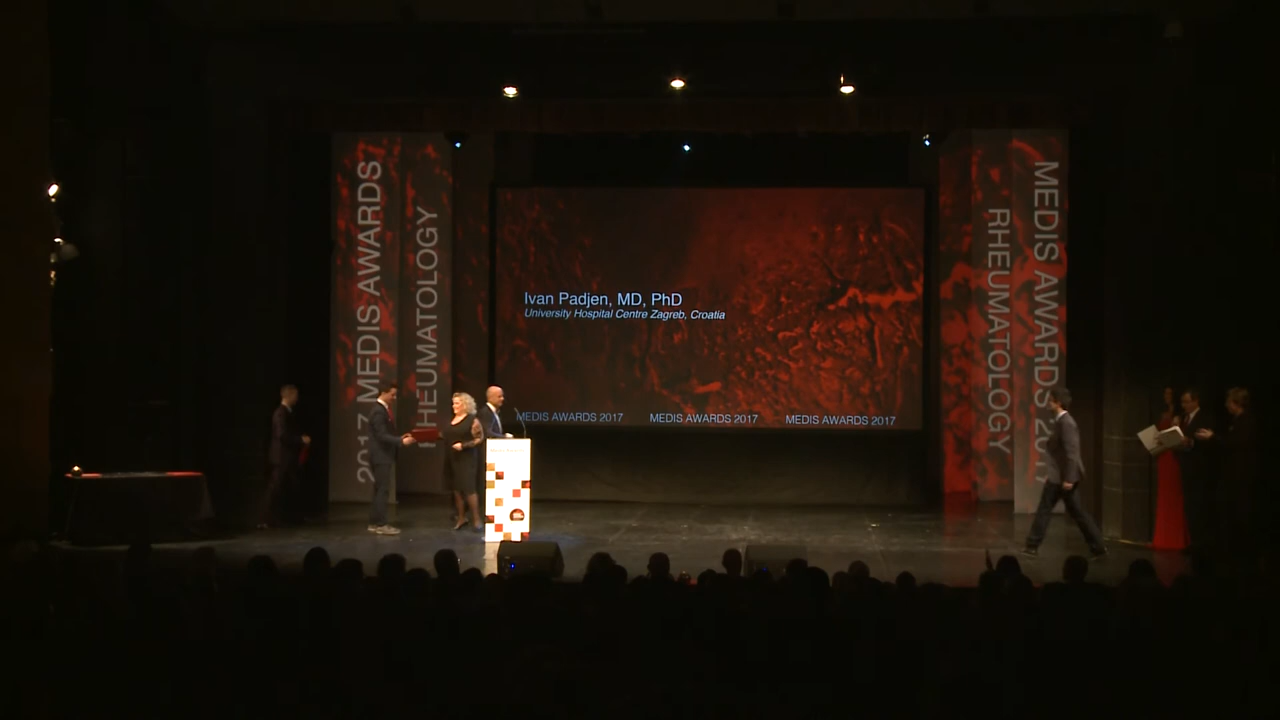 2017 MEDIS AWARDS
RHEUMATOLOGY
Ivan Padjen, MD, PhD
University Hospital Centre Zagreb, Croatia
MEDIS AWARDS 2017
MEDIS AWARDS 2017
MEDIS AWARDS 2017
RHEUMATOLOGY
MEDIS AWARDS 2017